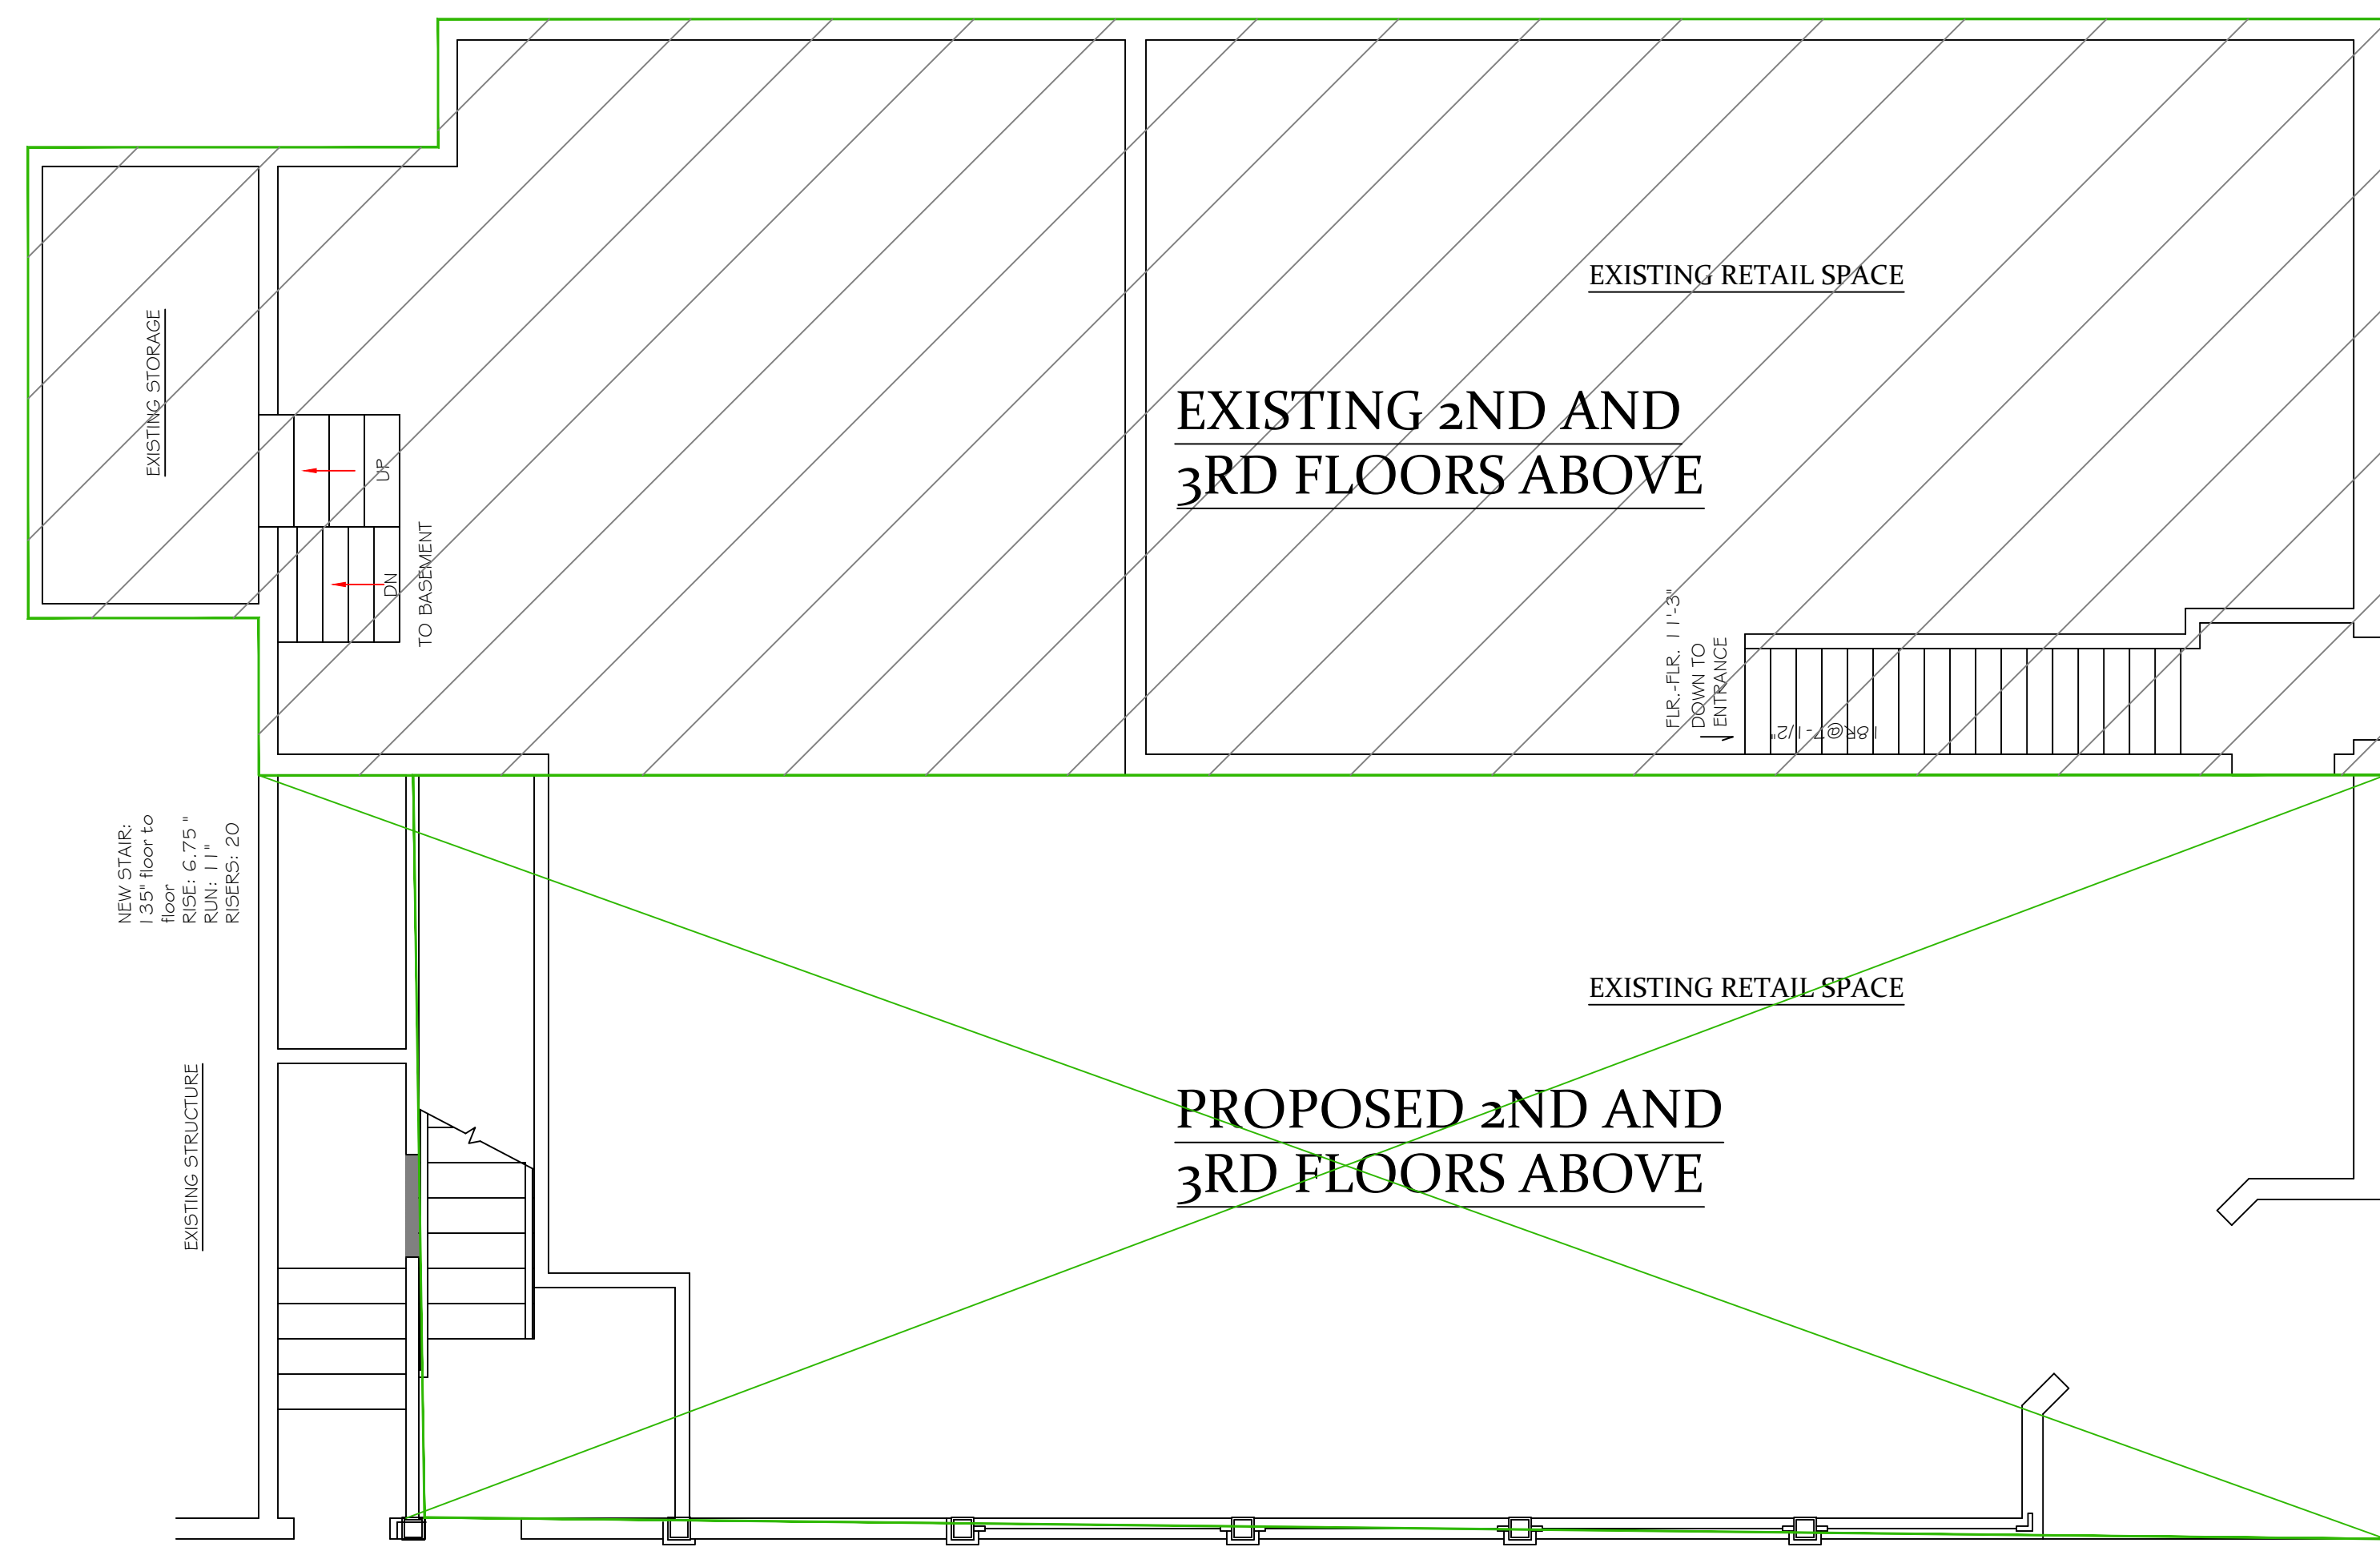 EXISTING RETAIL SPACE
EXISTING STORAGE
EXISTING 2ND AND
3RD FLOORS ABOVE
UP
DN
TO BASEMENT
FLR.-FLR. 11'-3"
DOWN TO
ENTRANCE
18R@7-1/2"
NEW STAIR:
135" floor to
floor
RISE: 6.75"
RUN: 11"
RISERS: 20
EXISTING RETAIL SPACE
EXISTING STRUCTURE
PROPOSED 2ND AND
3RD FLOORS ABOVE